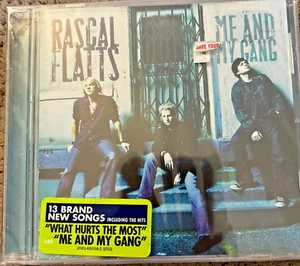 RASCAL
FLATTS
ME AND
MY GANG
SAVE YOUR
13 BRAND
NEW SONGS INCLUDING THE HITS
"WHAT HURTS THE MOST"
"ME AND MY GANG"